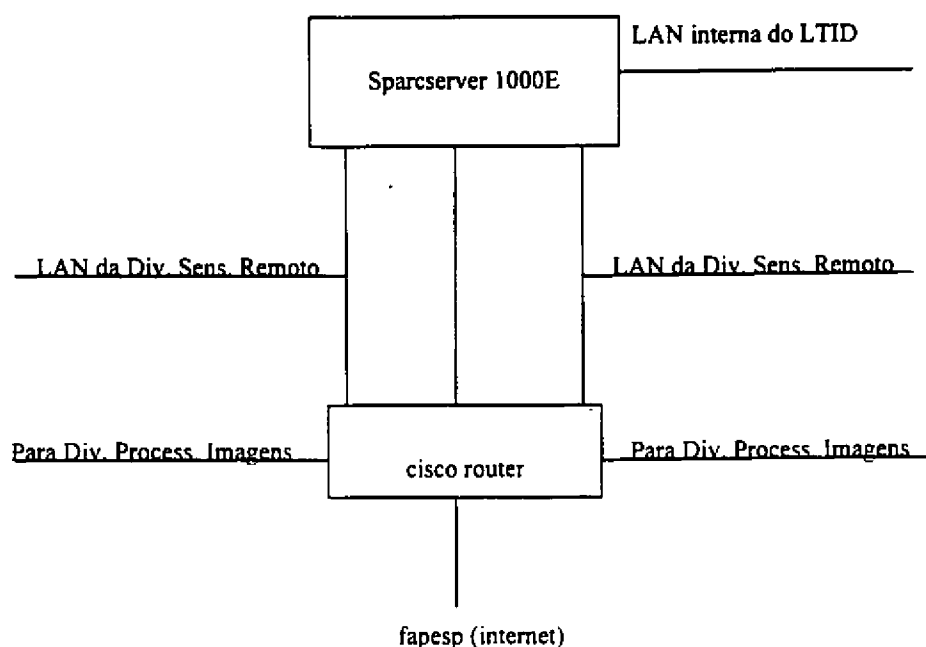 LAN interna do LTID
Sparcserver 1000E
LAN da Div. Sens. Remoto
LAN da Div. Sens. Remoto
Para Div. Process. Imagens
Para Div. Process. Imagens
cisco router
fapesp (internet)